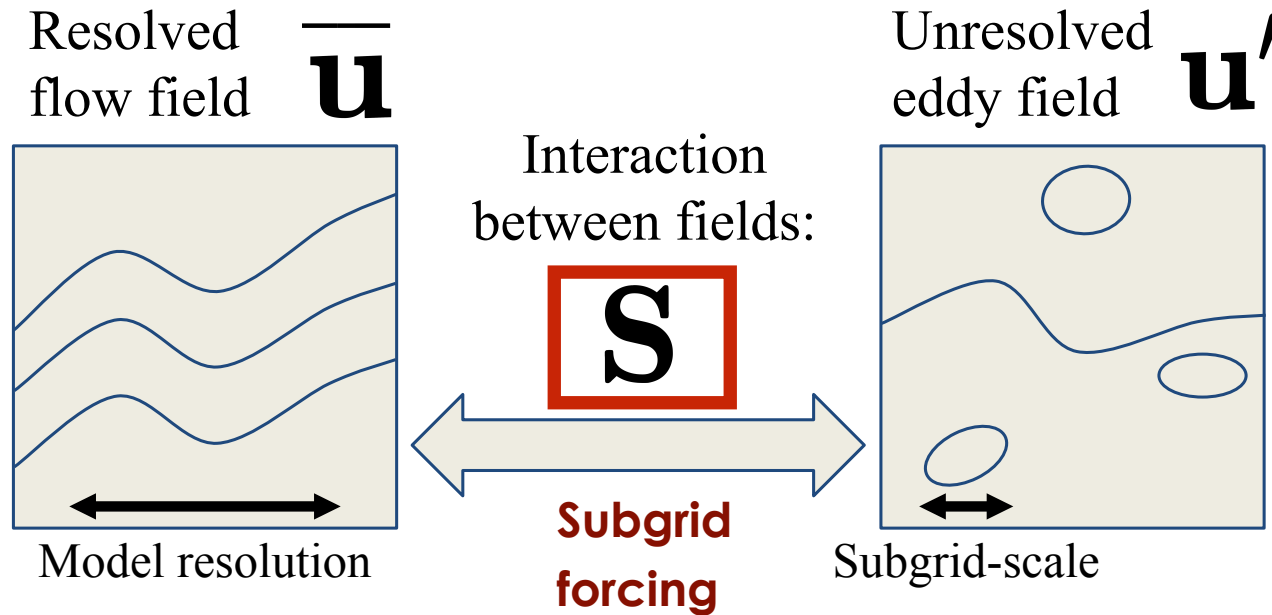 Resolved
flow field
u̅
Unresolved
eddy field
u′
Interaction
between fields:
S
Subgrid
forcing
Model resolution
Subgrid-scale